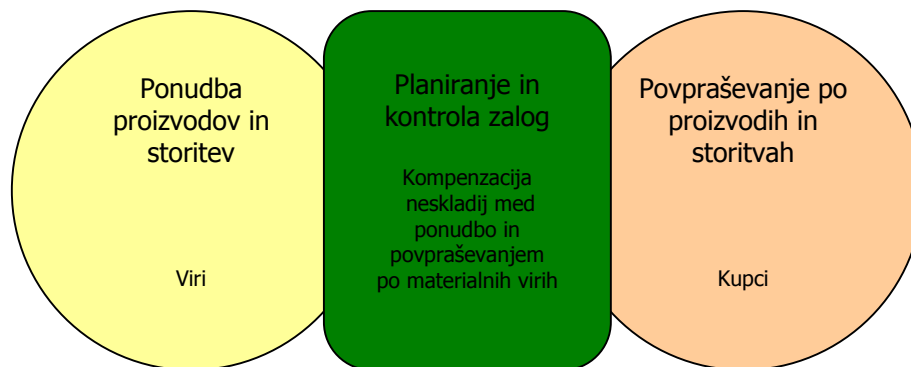 Ponudba
proizvodov in
storitev
Viri
Planiranje in
kontrola zalog
Kompenzacija
neskladij med
ponudbo in
povpraševanjem
po materialnih virih
Povpraševanje po
proizvodih in
storitvah
Kupci